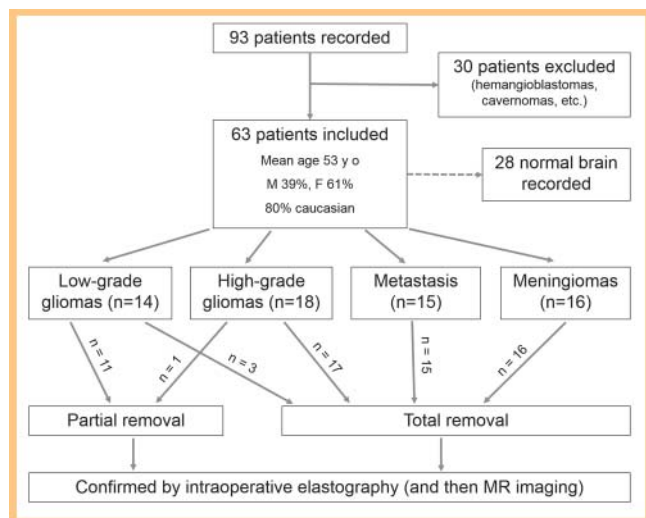 93 patients recorded
30 patients excluded
(hemangioblastomas,
cavernomas, etc.)
63 patients included
Mean age 53 y o
M 39%, F 61%
80% caucasian
28 normal brain
recorded
Low-grade
gliomas (n=14)
High-grade
gliomas (n=18)
Metastasis
(n=15)
Meningiomas
(n=16)
n = 11
n = 1
n = 3
n = 17
n = 15
n = 16
Partial removal
Total removal
Confirmed by intraoperative elastography (and then MR imaging)